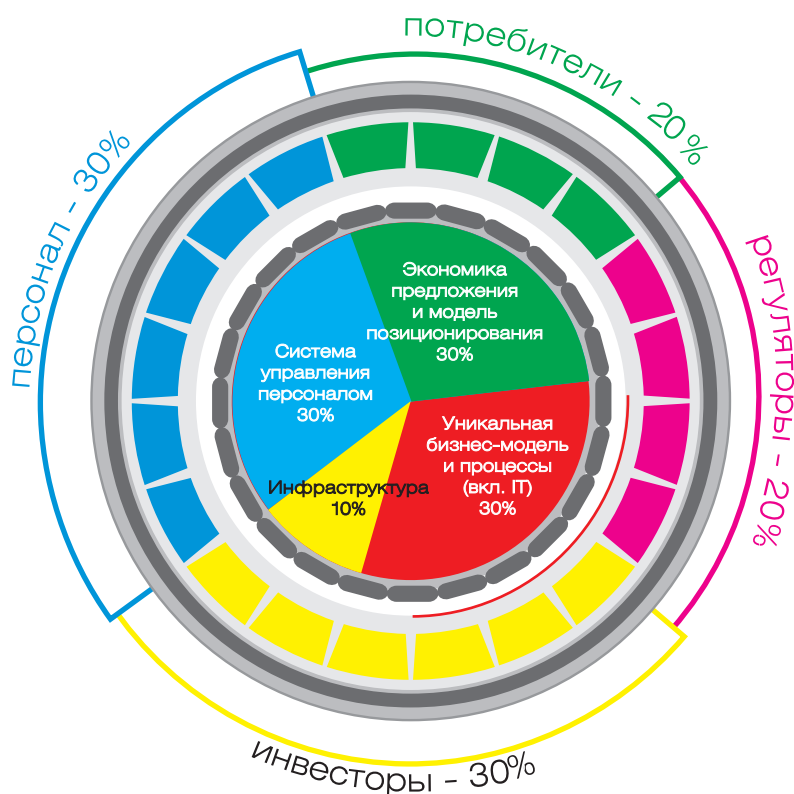 потребители - 20%
персонал - 30%
регуляторы - 20%
Экономика
предложения
и модель
позиционирования
30%
Система
управления
персоналом
30%
Уникальная
бизнес-модель
и процессы
(вкл. IT)
30%
Инфраструктура
10%
инвесторы - 30%